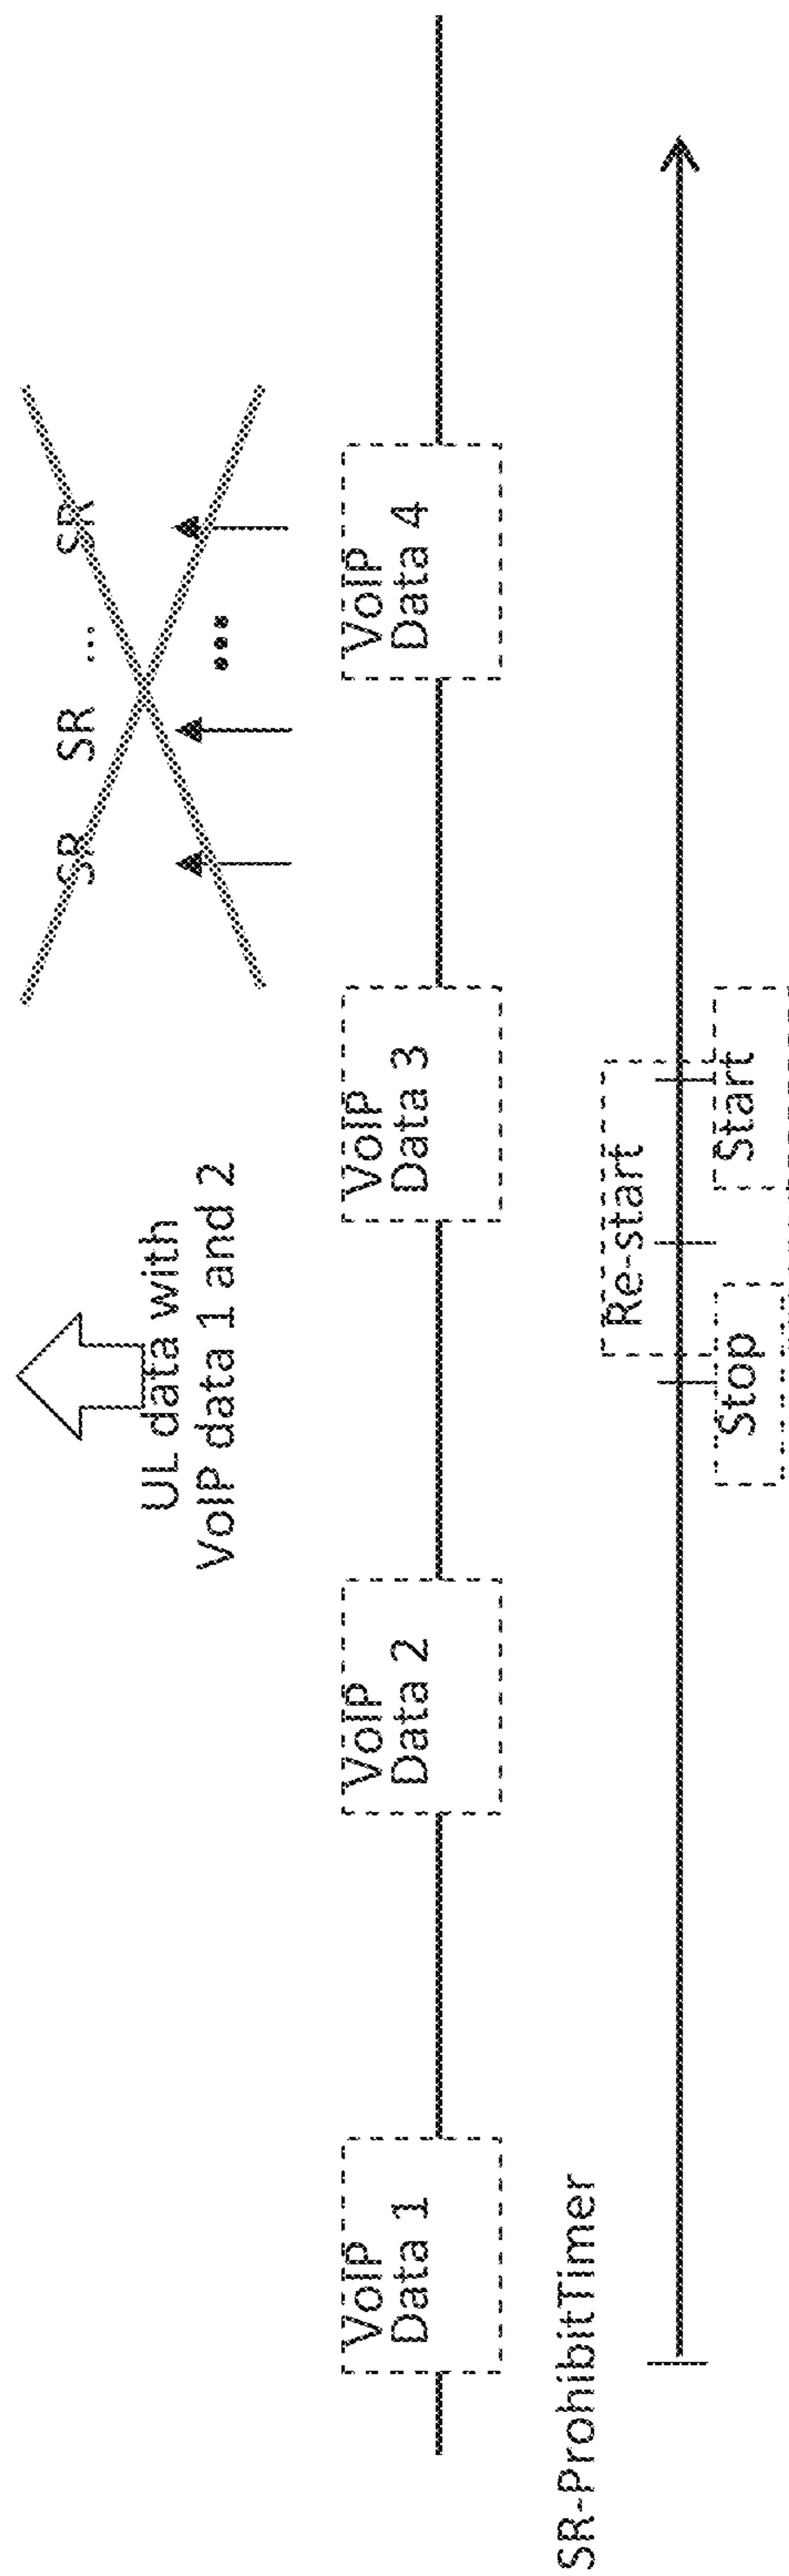 SR SR ... SR
UL data with
VoIP data 1 and 2
VoIP
Data 1
VoIP
Data 2
VoIP
Data 3
VoIP
Data 4
SR-ProhibitTimer
Re-start
Stop
Start